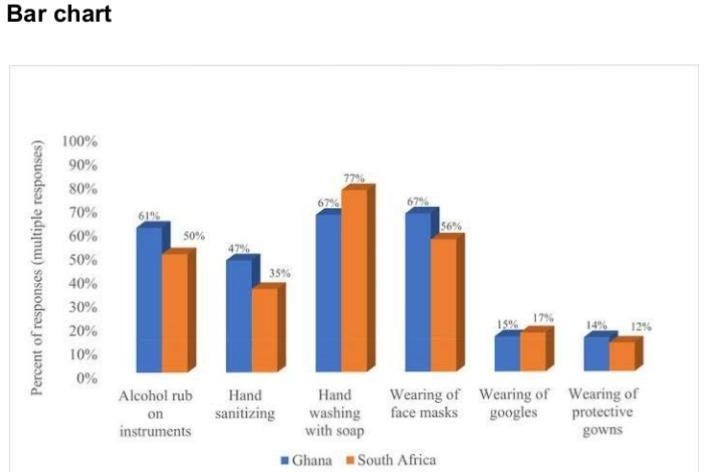 Bar chart
Percent of responses (multiple responses)
100%
90%
80%
70%
60%
50%
40%
30%
20%
10%
0%
61%
50%
47%
35%
67%
77%
67%
56%
15%
17%
14%
12%
Alcohol rub
on
instruments
Hand
sanitizing
Hand
washing
with soap
Wearing of
face masks
Wearing of
googles
Wearing of
protective
gowns
Ghana
South Africa